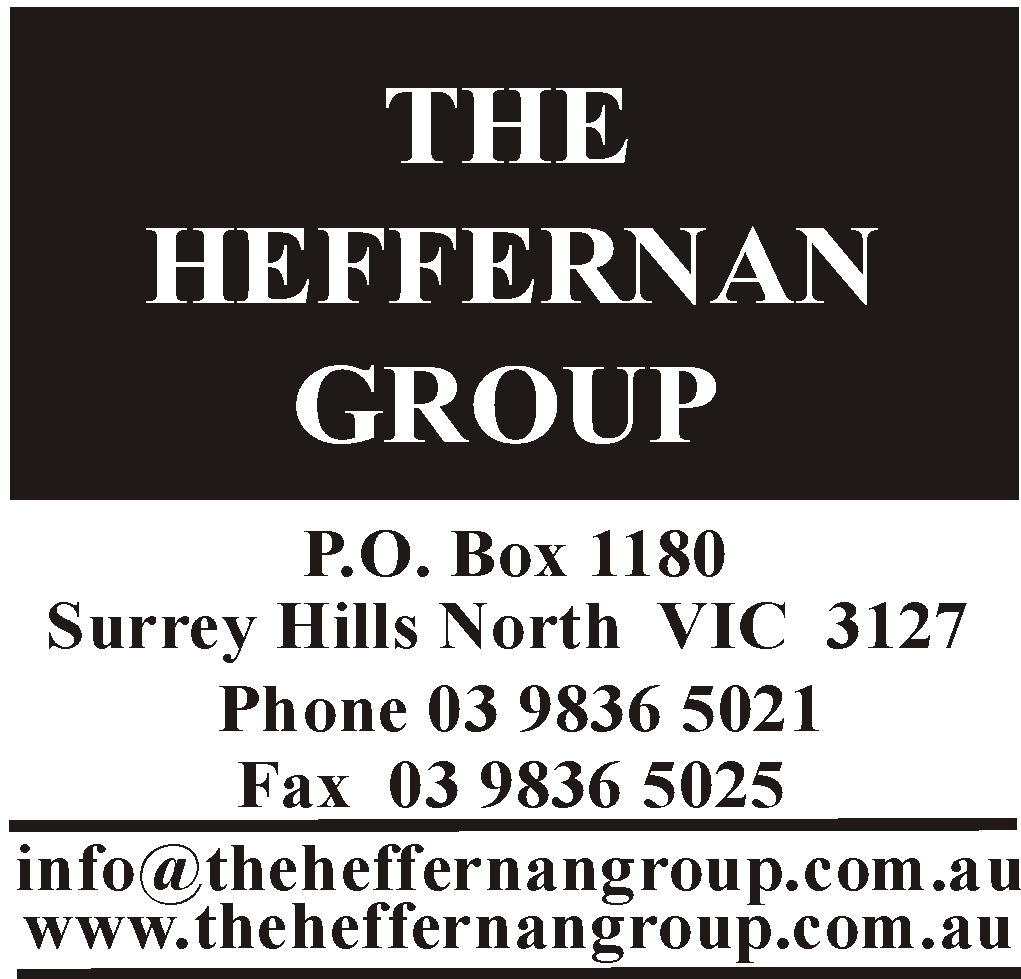 THE
HEFFERNAN
GROUP
P.O. Box 1180
Surrey Hills North VIC 3127
Phone 03 9836 5021
Fax 03 9836 5025
info@theheffernangroup.com.au
www.theheffernangroup.com.au